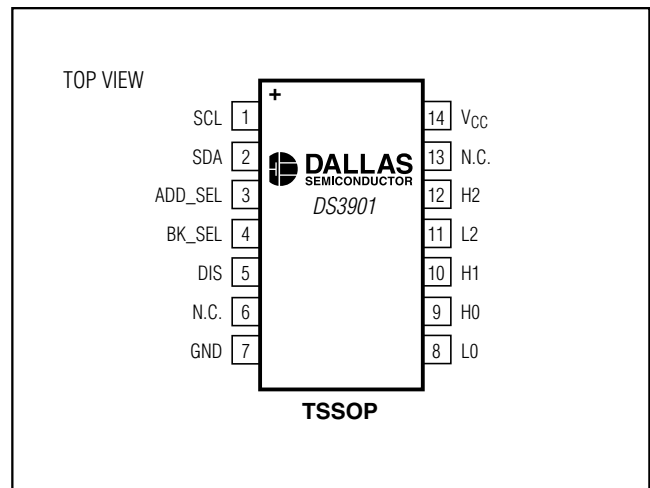 TOP VIEW
+
SCL 1
SDA 2
ADD_SEL 3
BK_SEL 4
DIS 5
N.C. 6
GND 7
DALLAS
SEMICONDUCTOR
DS3901
14 VCC
13 N.C.
12 H2
11 L2
10 H1
9 H0
8 L0
TSSOP